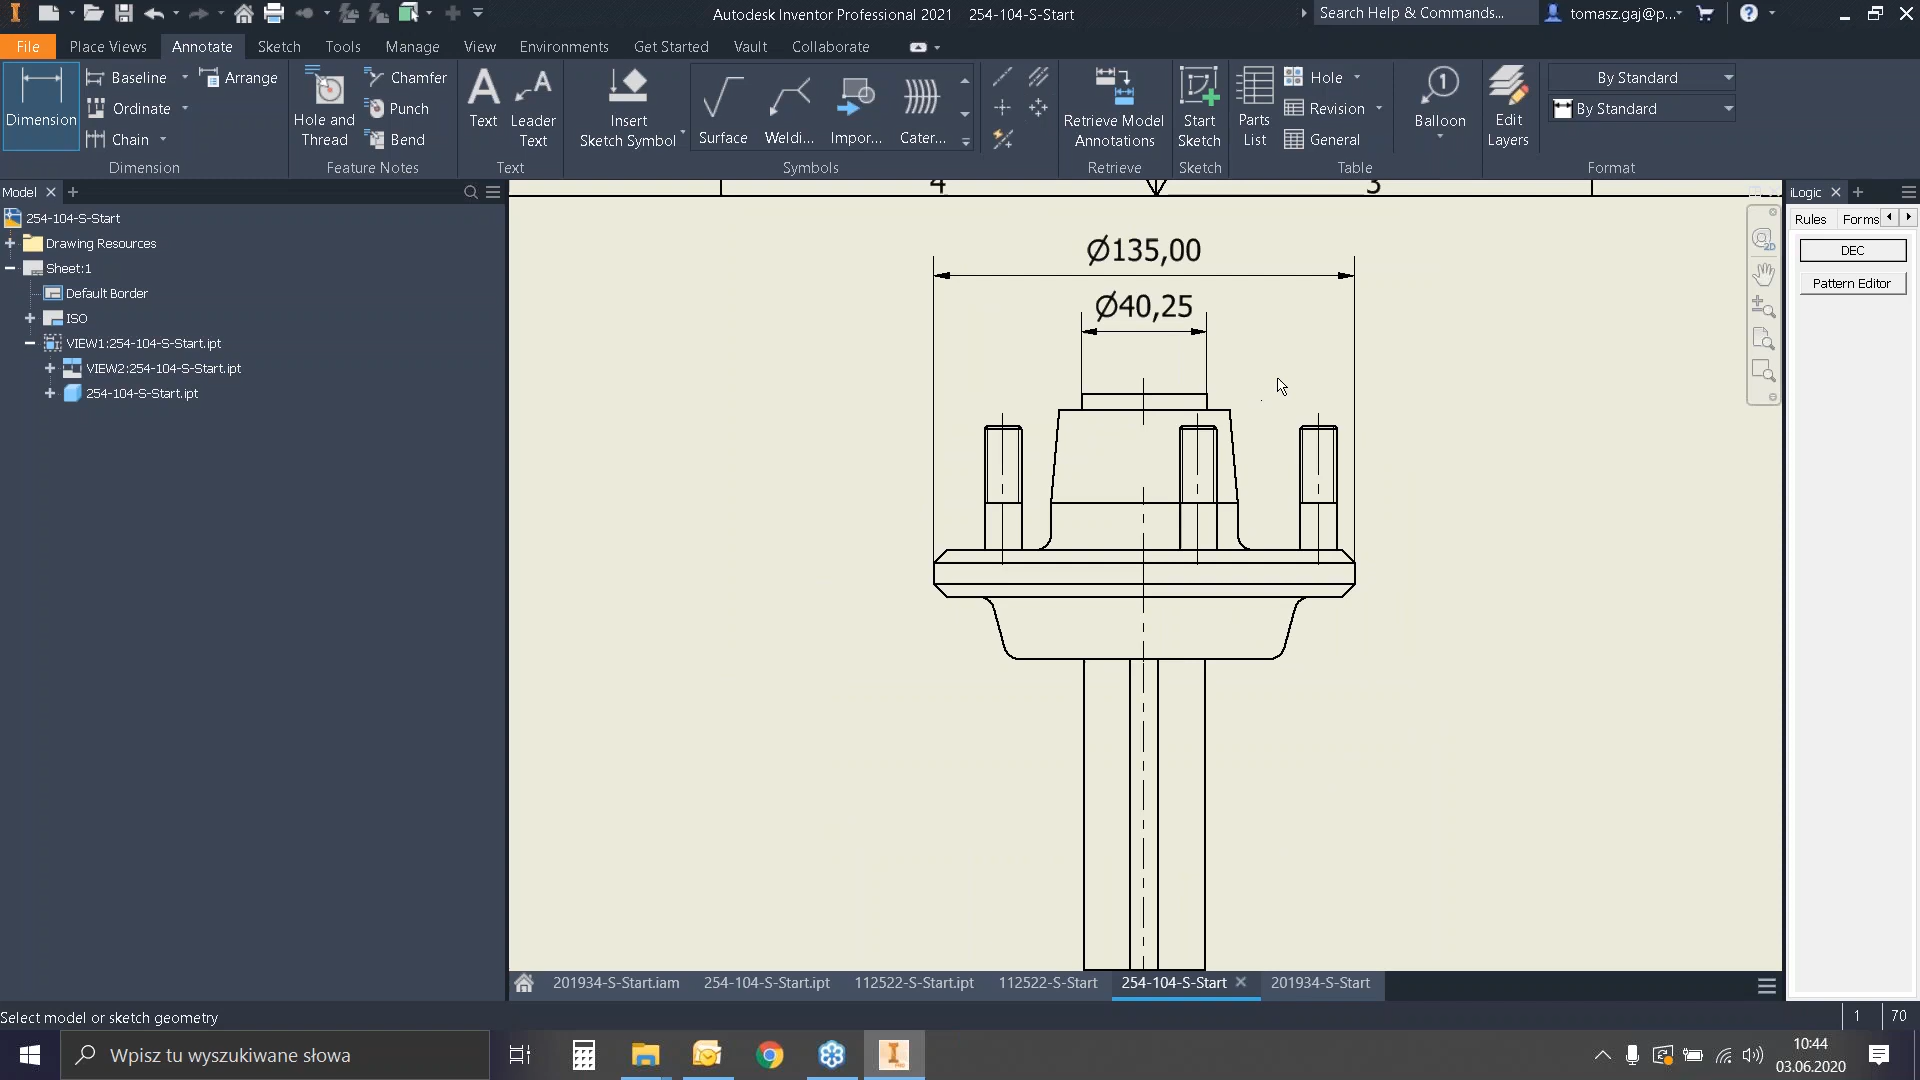 Autodesk Inventor Professional 2021 254-104-S-Start
Search Help & Commands...
tomasz.gaj@p...
File Place Views Annotate Sketch Tools Manage View Environments Get Started Vault Collaborate
Dimension
Baseline
Ordinate
Chain
Arrange
Dimension
Hole and Thread
Chamfer
Punch
Bend
Feature Notes
Text
Leader Text
Text
Insert Sketch Symbol
Surface
Weldi...
Impor...
Cater...
Symbols
Retrieve Model Annotations
Retrieve
Start Sketch
Sketch
Parts List
Hole
Revision
General
Table
Balloon
Edit Layers
By Standard
By Standard
Format
Model
254-104-S-Start
Drawing Resources
Sheet:1
Default Border
ISO
VIEW1:254-104-S-Start.ipt
VIEW2:254-104-S-Start.ipt
254-104-S-Start.ipt
4 3
Ø135,00
Ø40,25
iLogic
Rules Forms
DEC
Pattern Editor
201934-S-Start.iam 254-104-S-Start.ipt 112522-S-Start.ipt 112522-S-Start 254-104-S-Start 201934-S-Start
Select model or sketch geometry
1 70
Wpisz tu wyszukiwane słowa
10:44
03.06.2020